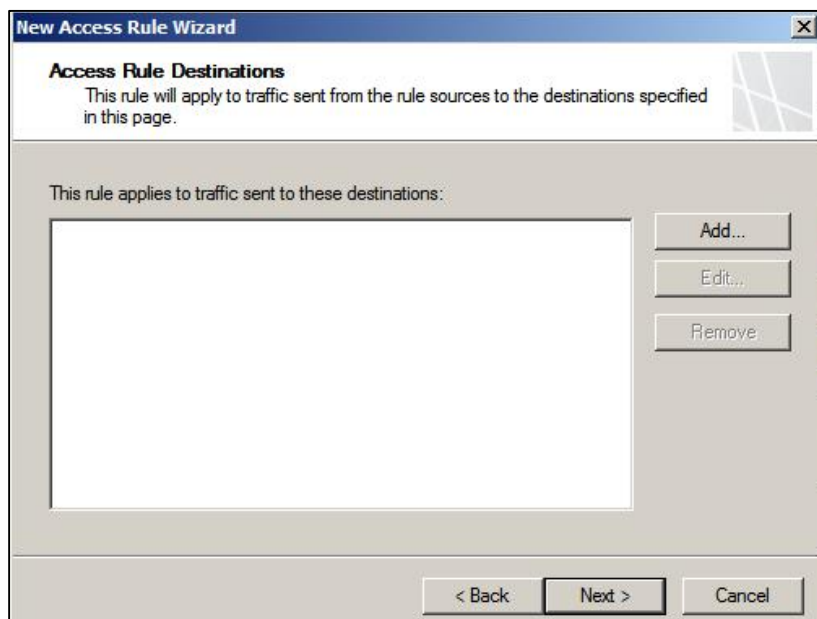 New Access Rule Wizard
Access Rule Destinations
This rule will apply to traffic sent from the rule sources to the destinations specified
in this page.
This rule applies to traffic sent to these destinations:
Add...
Edit...
Remove
< Back
Next >
Cancel